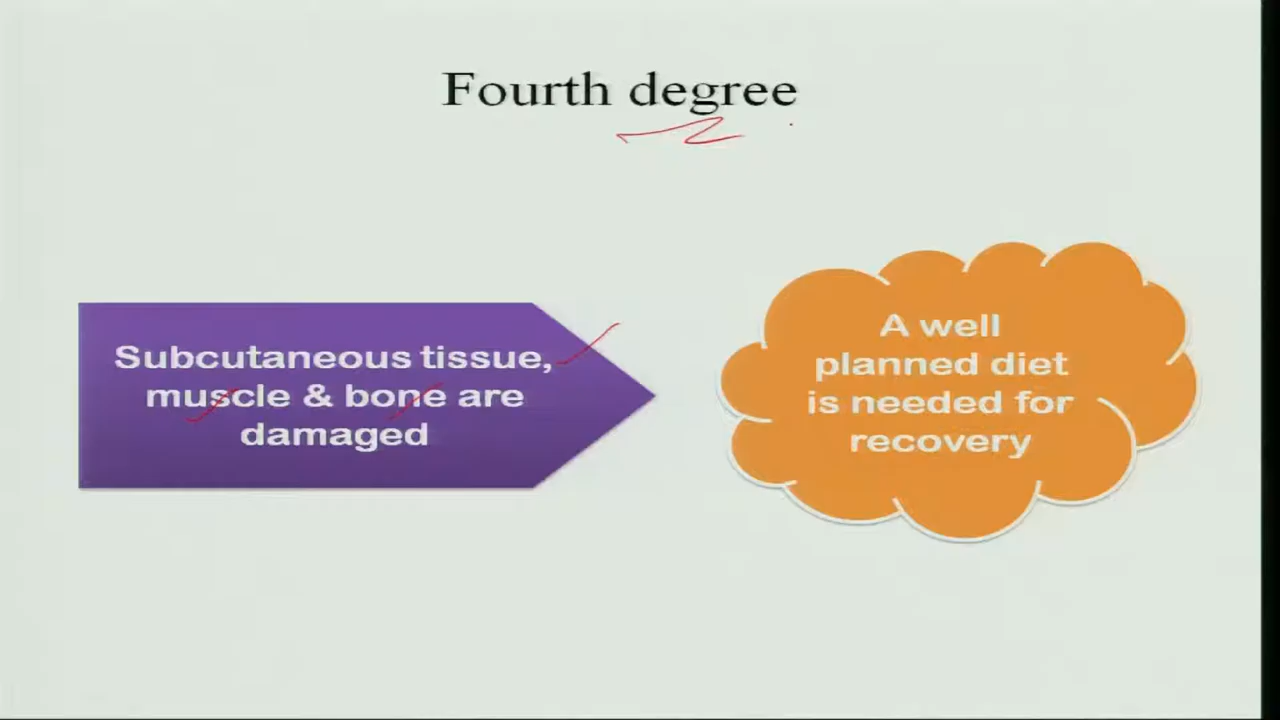 Fourth degree
Subcutaneous tissue,
muscle & bone are
damaged
A well
planned diet
is needed for
recovery